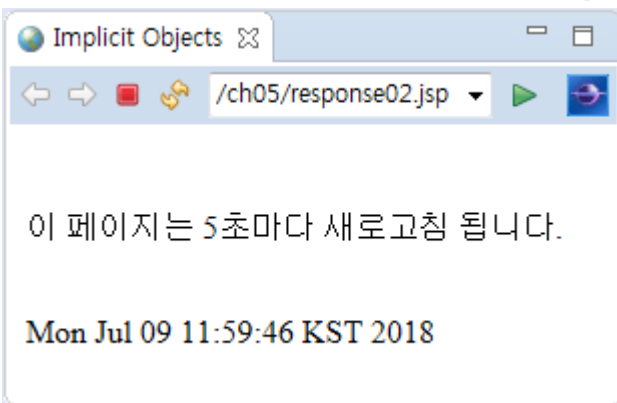 Implicit Objects
/ch05/response02.jsp
이 페이지는 5초마다 새로고침 됩니다.
Mon Jul 09 11:59:46 KST 2018